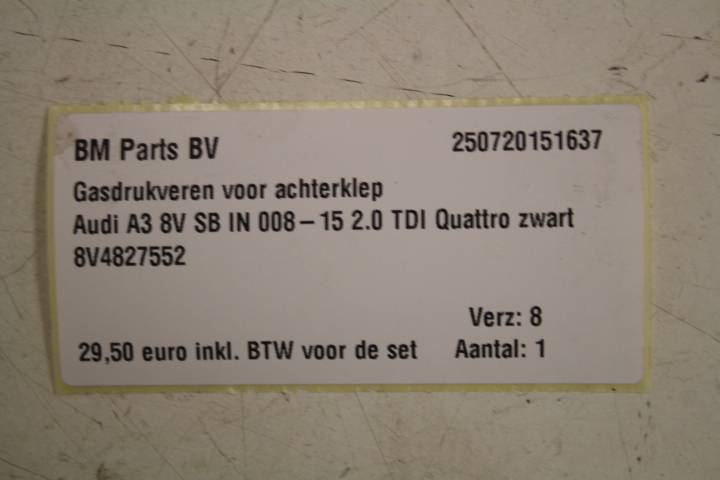 BM Parts BV 250720151637
Gasdrukveren voor achterklep
Audi A3 8V SB IN 008-15 2.0 TDI Quattro zwart
8V4827552
Verz: 8
29,50 euro inkl. BTW voor de set Aantal: 1